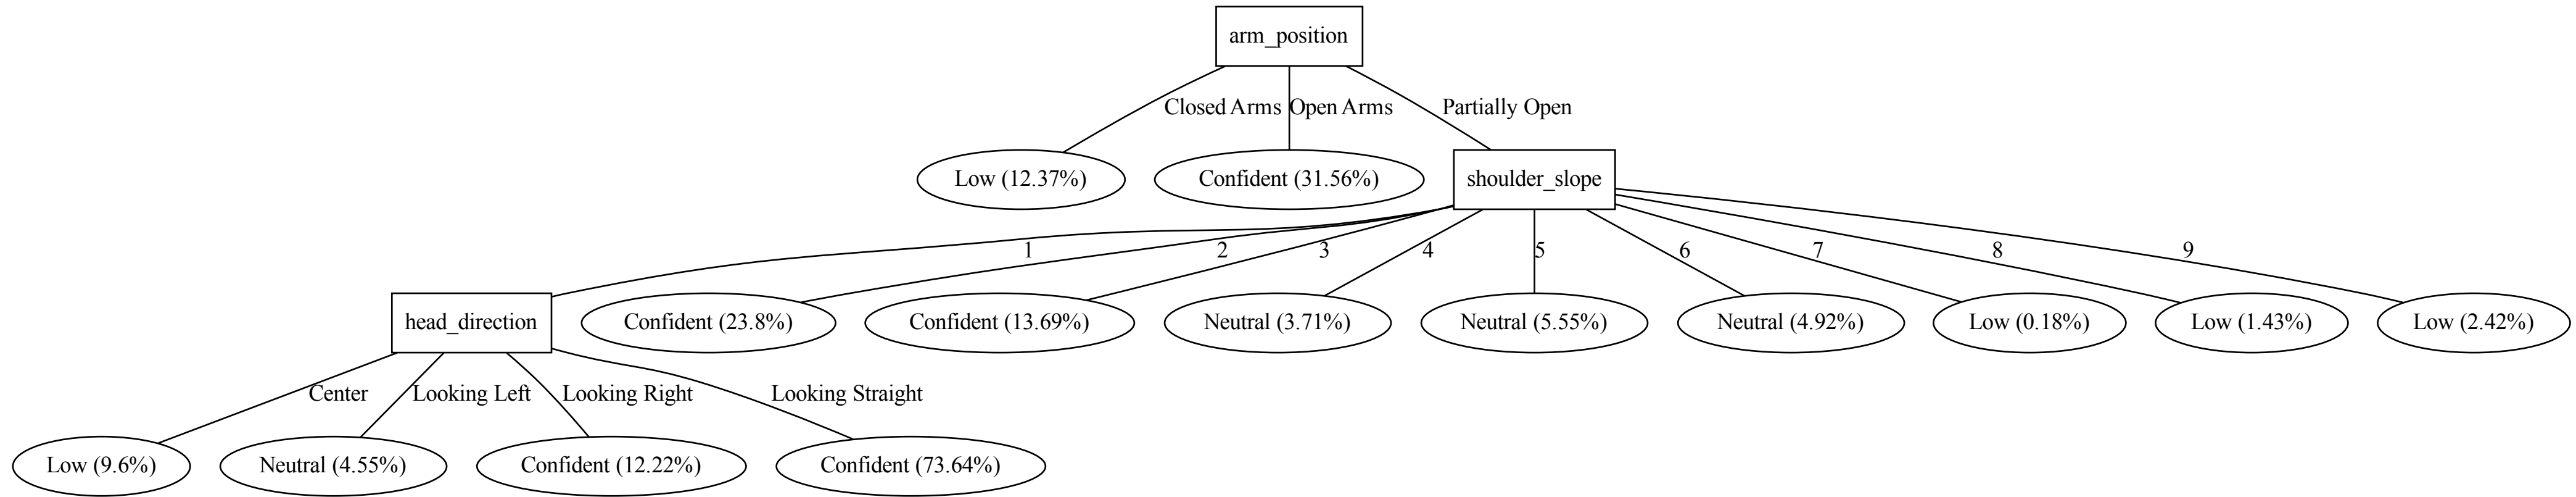 arm_position
Closed Arms
Open Arms
Partially Open
Low (12.37%)
Confident (31.56%)
shoulder_slope
1
2
3
4
5
6
7
8
9
head_direction
Confident (23.8%)
Confident (13.69%)
Neutral (3.71%)
Neutral (5.55%)
Neutral (4.92%)
Low (0.18%)
Low (1.43%)
Low (2.42%)
Center
Looking Left
Looking Right
Looking Straight
Low (9.6%)
Neutral (4.55%)
Confident (12.22%)
Confident (73.64%)